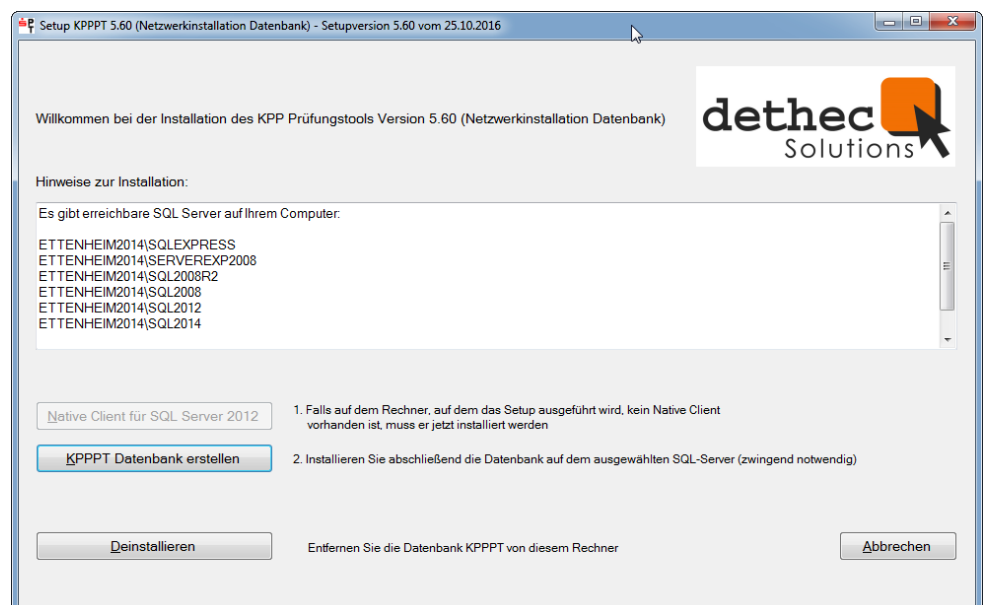 Setup KPPPT 5.60 (Netzwerkinstallation Datenbank) - Setupversion 5.60 vom 25.10.2016
Willkommen bei der Installation des KPP Prüfungstools Version 5.60 (Netzwerkinstallation Datenbank)
dethec
Solutions
Hinweise zur Installation:
Es gibt erreichbare SQL Server auf Ihrem Computer:
ETTENHEIM2014\SQLEXPRESS
ETTENHEIM2014\SERVEREXP2008
ETTENHEIM2014\SQL2008R2
ETTENHEIM2014\SQL2008
ETTENHEIM2014\SQL2012
ETTENHEIM2014\SQL2014
Native Client für SQL Server 2012
1. Falls auf dem Rechner, auf dem das Setup ausgeführt wird, kein Native Client
vorhanden ist, muss er jetzt installiert werden
KPPPT Datenbank erstellen
2. Installieren Sie abschließend die Datenbank auf dem ausgewählten SQL-Server (zwingend notwendig)
Deinstallieren
Entfernen Sie die Datenbank KPPPT von diesem Rechner
Abbrechen